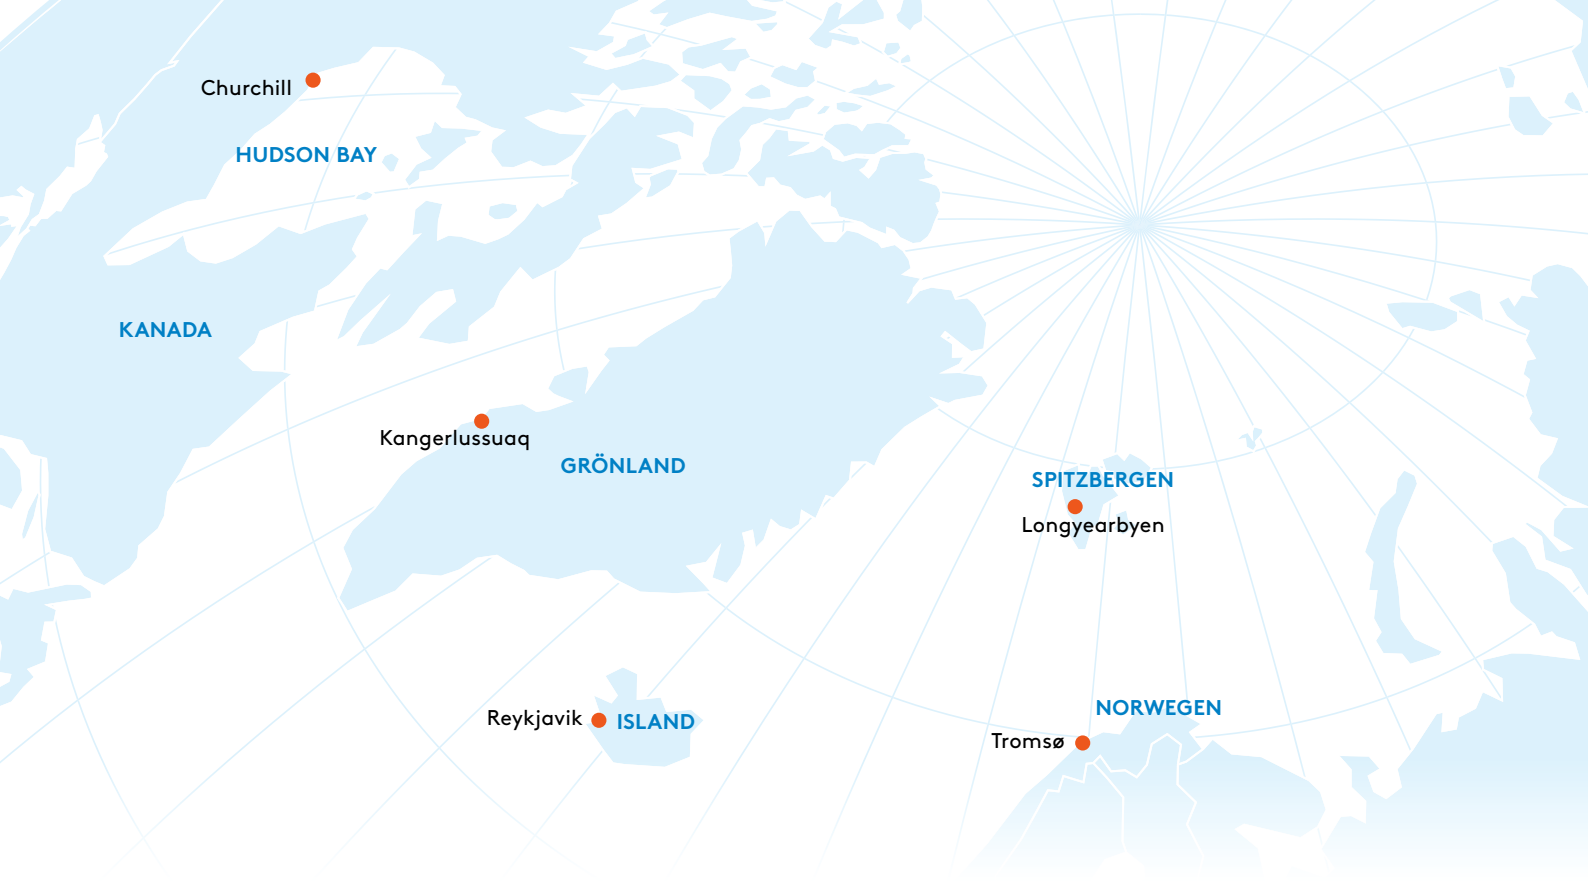 Churchill
HUDSON BAY
KANADA
Kangerlussuaq
GRÖNLAND
SPITZBERGEN
Longyearbyen
NORWEGEN
Reykjavik
ISLAND
Tromsø